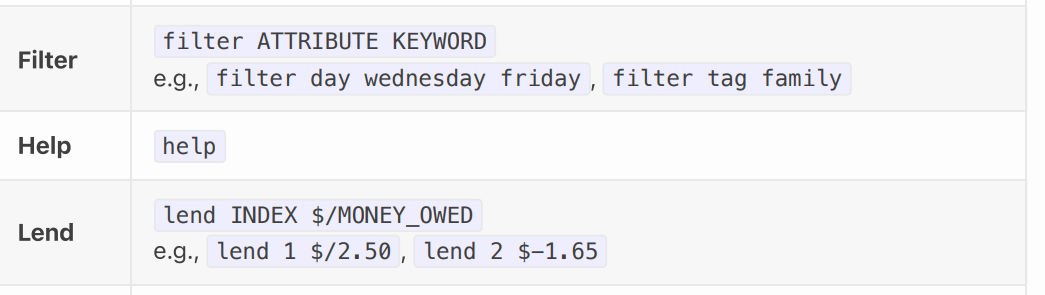 Filter
filter ATTRIBUTE KEYWORD
e.g., filter day wednesday friday, filter tag family
Help
help
Lend
lend INDEX $/MONEY_OWED
e.g., lend 1 $/2.50, lend 2 $-1.65